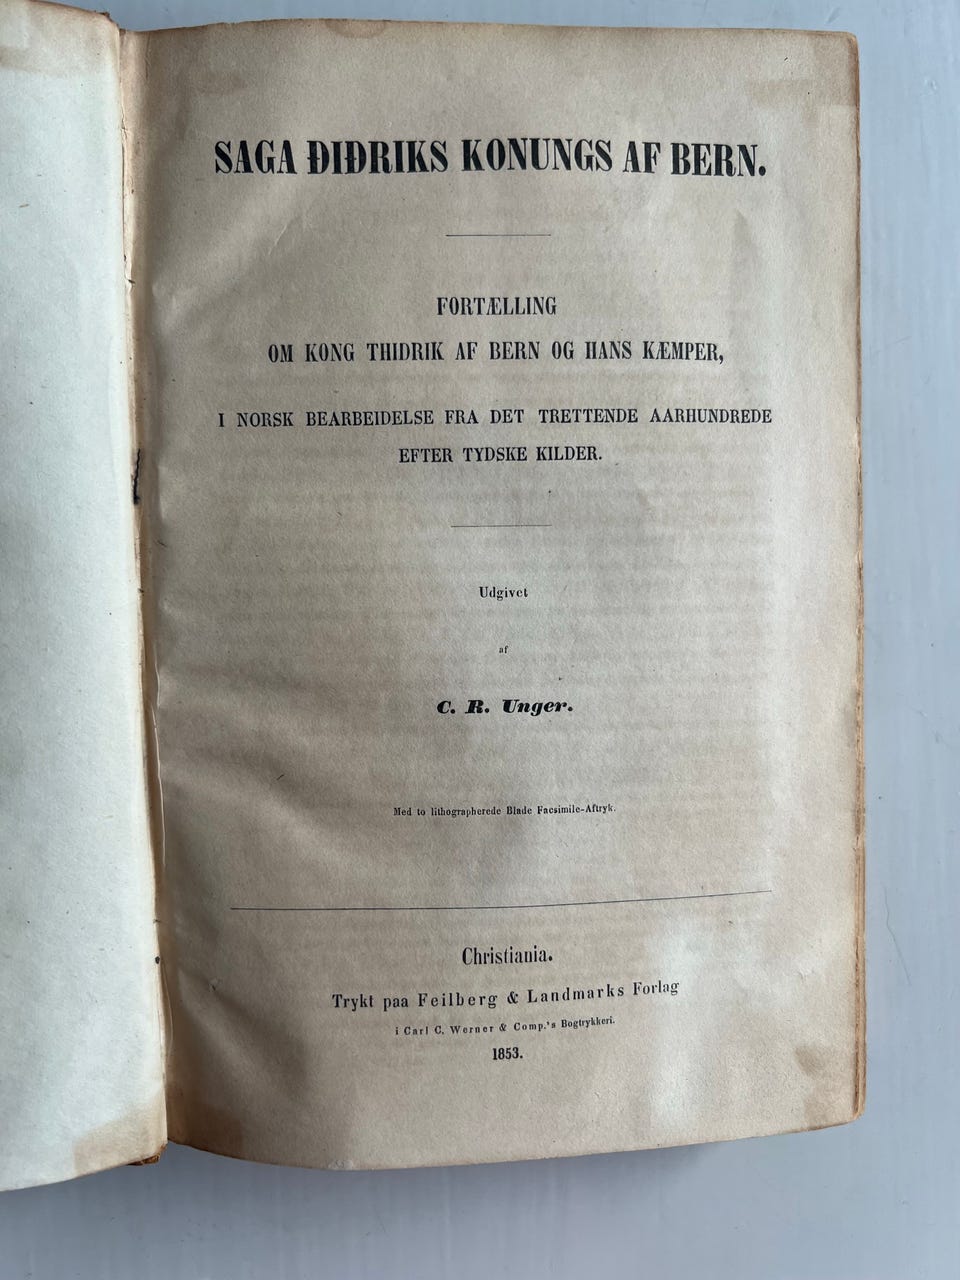 SAGA ĐIĐRIKS KONUNGS AF BERN.
FORTÆLLING
OM KONG THIDRIK AF BERN OG HANS KÆMPER,
I NORSK BEARBEIDELSE FRA DET TRETTENDE AARHUNDREDE
EFTER TYDSKE KILDER.
Udgivet
af
C. R. Unger.
Med to lithographerede Blade Facsimile-Aftryk.
Christiania.
Trykt paa Feilberg & Landmarks Forlag
i Carl C. Werner & Comp.'s Bogtrykkeri.
1853.